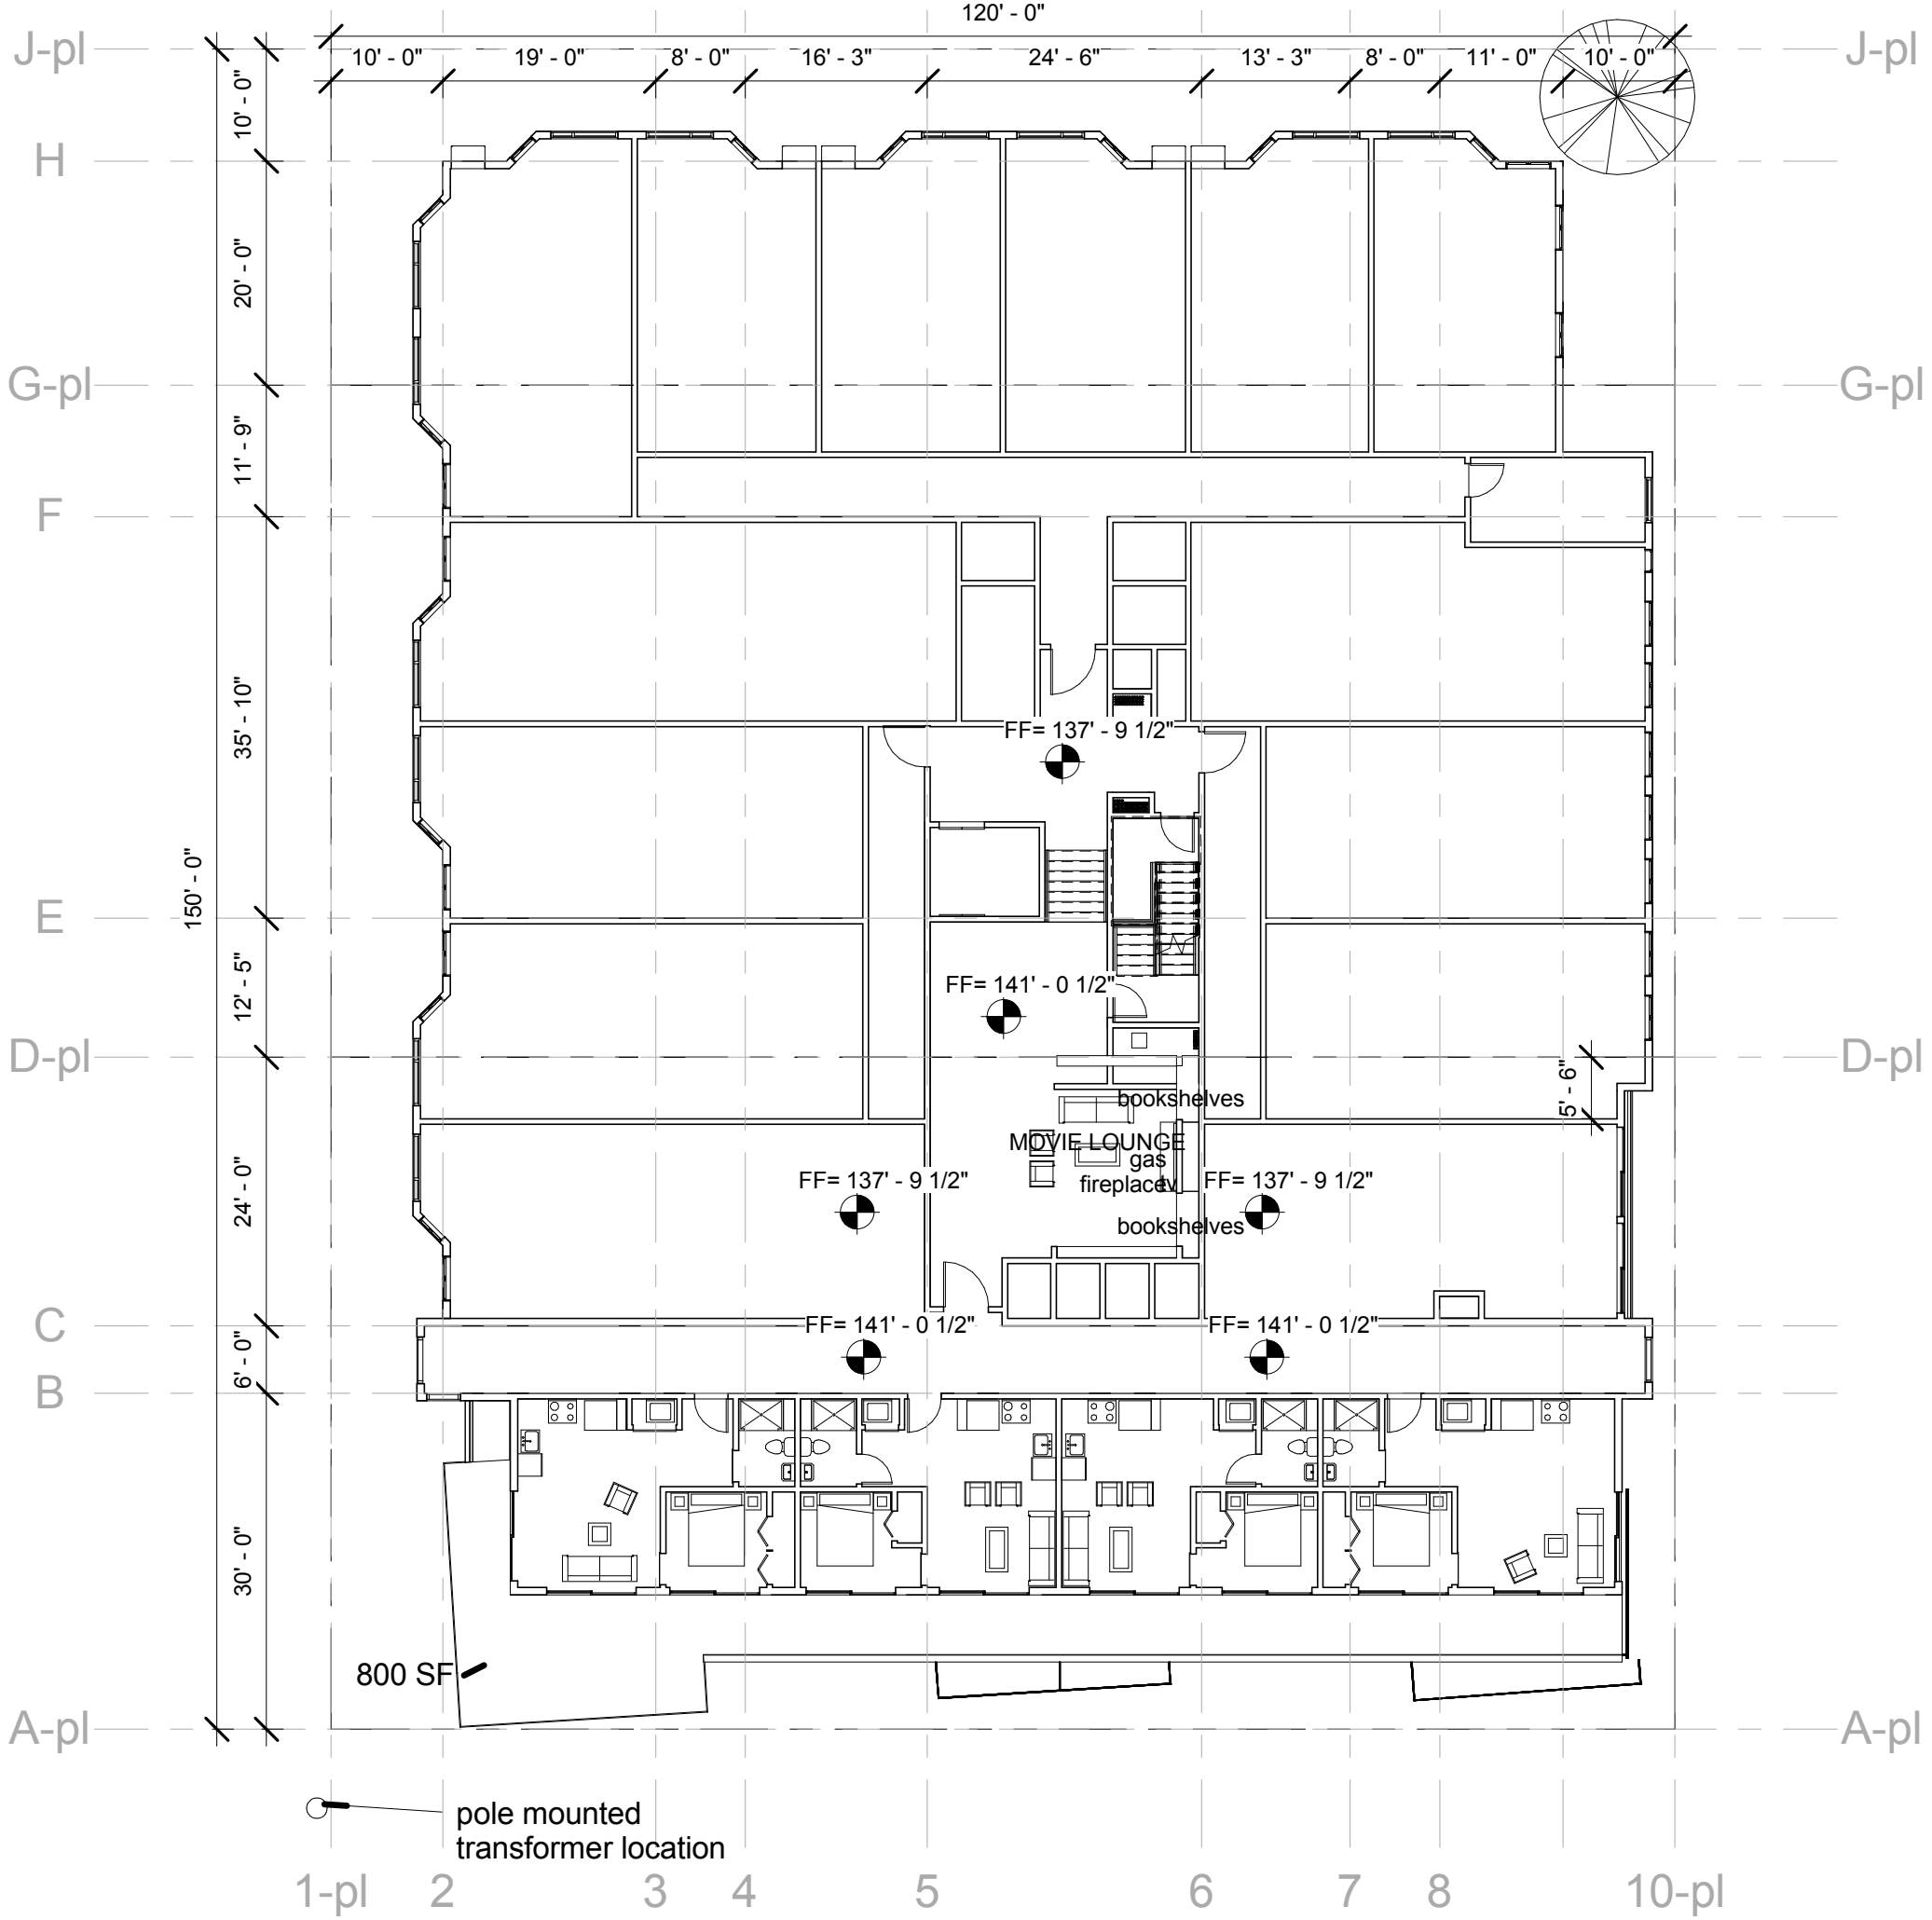 120' - 0"
J-pl J-pl
10' - 0" 19' - 0" 8' - 0" 16' - 3" 24' - 6" 13' - 3" 8' - 0" 11' - 0" 10' - 0"
10' - 0"
H
20' - 0"
G-pl G-pl
11' - 9"
F
35' - 10"
FF= 137' - 9 1/2"
150' - 0"
E
12' - 5"
FF= 141' - 0 1/2"
D-pl D-pl
5' - 6"
bookshelves
MOVIE LOUNGE
gas
fireplace tv
FF= 137' - 9 1/2" FF= 137' - 9 1/2"
24' - 0"
bookshelves
C
FF= 141' - 0 1/2" FF= 141' - 0 1/2"
6' - 0"
B
30' - 0"
800 SF
A-pl A-pl
pole mounted
transformer location
1-pl 2 3 4 5 6 7 8 10-pl